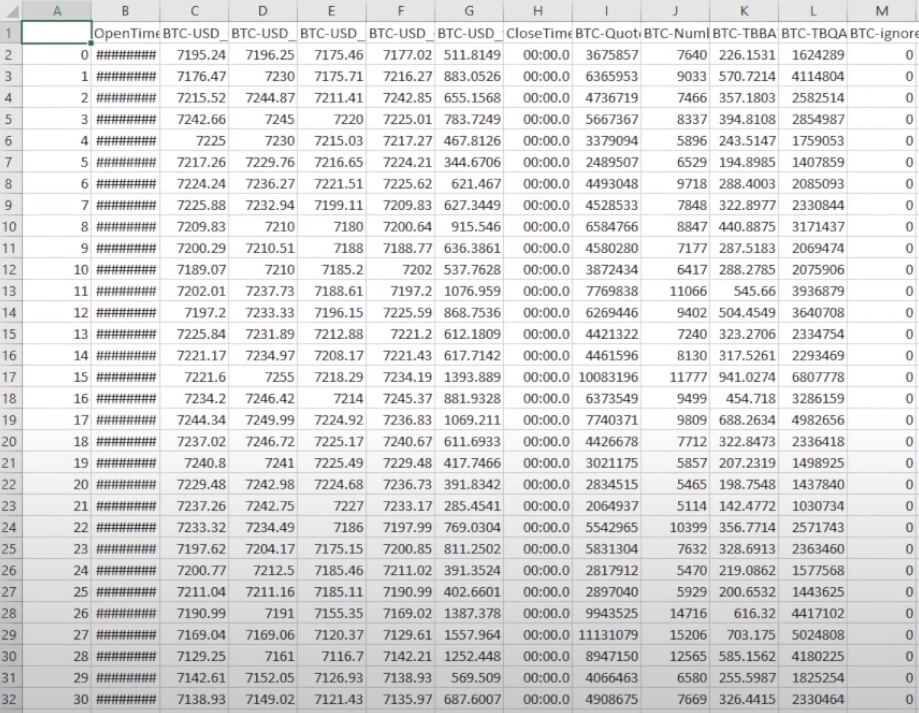 A B C D E F G H I J K L M
1 OpenTime BTC-USD_ BTC-USD_ BTC-USD_ BTC-USD_ BTC-USD_ CloseTime BTC-Quot BTC-Numl BTC-TBBA BTC-TBQA BTC-ignore
2 0 ######## 7195.24 7196.25 7175.46 7177.02 511.8149 00:00.0 3675857 7640 226.1531 1624289 0
3 1 ######## 7176.47 7230 7175.71 7216.27 883.0526 00:00.0 6365953 9033 570.7214 4114804 0
4 2 ######## 7215.52 7244.87 7211.41 7242.85 655.1568 00:00.0 4736719 7466 357.1803 2582514 0
5 3 ######## 7242.66 7245 7220 7225.01 783.7249 00:00.0 5667367 8337 394.8108 2854987 0
6 4 ######## 7225 7230 7215.03 7217.27 467.8126 00:00.0 3379094 5896 243.5147 1759053 0
7 5 ######## 7217.26 7229.76 7216.65 7224.21 344.6706 00:00.0 2489507 6529 194.8985 1407859 0
8 6 ######## 7224.24 7236.27 7221.51 7225.62 621.467 00:00.0 4493048 9718 288.4003 2085093 0
9 7 ######## 7225.88 7232.94 7199.11 7209.83 627.3449 00:00.0 4528533 7848 322.8977 2330844 0
10 8 ######## 7209.83 7210 7180 7200.64 915.546 00:00.0 6584766 8847 440.8875 3171437 0
11 9 ######## 7200.29 7210.51 7188 7188.77 636.3861 00:00.0 4580280 7177 287.5183 2069474 0
12 10 ######## 7189.07 7210 7185.2 7202 537.7628 00:00.0 3872434 6417 288.2785 2075906 0
13 11 ######## 7202.01 7237.73 7188.61 7197.2 1076.959 00:00.0 7769838 11066 545.66 3936879 0
14 12 ######## 7197.2 7233.33 7196.15 7225.59 868.7536 00:00.0 6269446 9402 504.4549 3640708 0
15 13 ######## 7225.84 7231.89 7212.88 7221.2 612.1809 00:00.0 4421322 7240 323.2706 2334754 0
16 14 ######## 7221.17 7234.97 7208.17 7221.43 617.7142 00:00.0 4461596 8130 317.5261 2293469 0
17 15 ######## 7221.6 7255 7218.29 7234.19 1393.889 00:00.0 10083196 11777 941.0274 6807778 0
18 16 ######## 7234.2 7246.42 7214 7245.37 881.9328 00:00.0 6373549 9499 454.718 3286159 0
19 17 ######## 7244.34 7249.99 7224.92 7236.83 1069.211 00:00.0 7740371 9809 688.2634 4982656 0
20 18 ######## 7237.02 7246.72 7225.17 7240.67 611.6933 00:00.0 4426678 7712 322.8473 2336418 0
21 19 ######## 7240.8 7241 7225.49 7229.48 417.7466 00:00.0 3021175 5857 207.2319 1498925 0
22 20 ######## 7229.48 7242.98 7224.68 7236.73 391.8342 00:00.0 2834515 5465 198.7548 1437840 0
23 21 ######## 7237.26 7242.75 7227 7233.17 285.4541 00:00.0 2064937 5114 142.4772 1030734 0
24 22 ######## 7233.32 7234.49 7186 7197.99 769.0304 00:00.0 5542965 10399 356.7714 2571743 0
25 23 ######## 7197.62 7204.17 7175.15 7200.85 811.2502 00:00.0 5831304 7632 328.6913 2363460 0
26 24 ######## 7200.77 7212.5 7185.46 7211.02 391.3524 00:00.0 2817912 5470 219.0862 1577568 0
27 25 ######## 7211.04 7211.16 7185.11 7190.99 402.6601 00:00.0 2897040 5929 200.6532 1443625 0
28 26 ######## 7190.99 7191 7155.35 7169.02 1387.378 00:00.0 9943525 14716 616.32 4417102 0
29 27 ######## 7169.04 7169.06 7120.37 7129.61 1557.964 00:00.0 11131079 15206 703.175 5024808 0
30 28 ######## 7129.25 7161 7116.7 7142.21 1252.448 00:00.0 8947150 12565 585.1562 4180225 0
31 29 ######## 7142.61 7152.05 7126.93 7138.93 569.509 00:00.0 4066463 6580 255.5987 1825254 0
32 30 ######## 7138.93 7149.02 7121.43 7135.97 687.6007 00:00.0 4908675 7669 326.4415 2330464 0